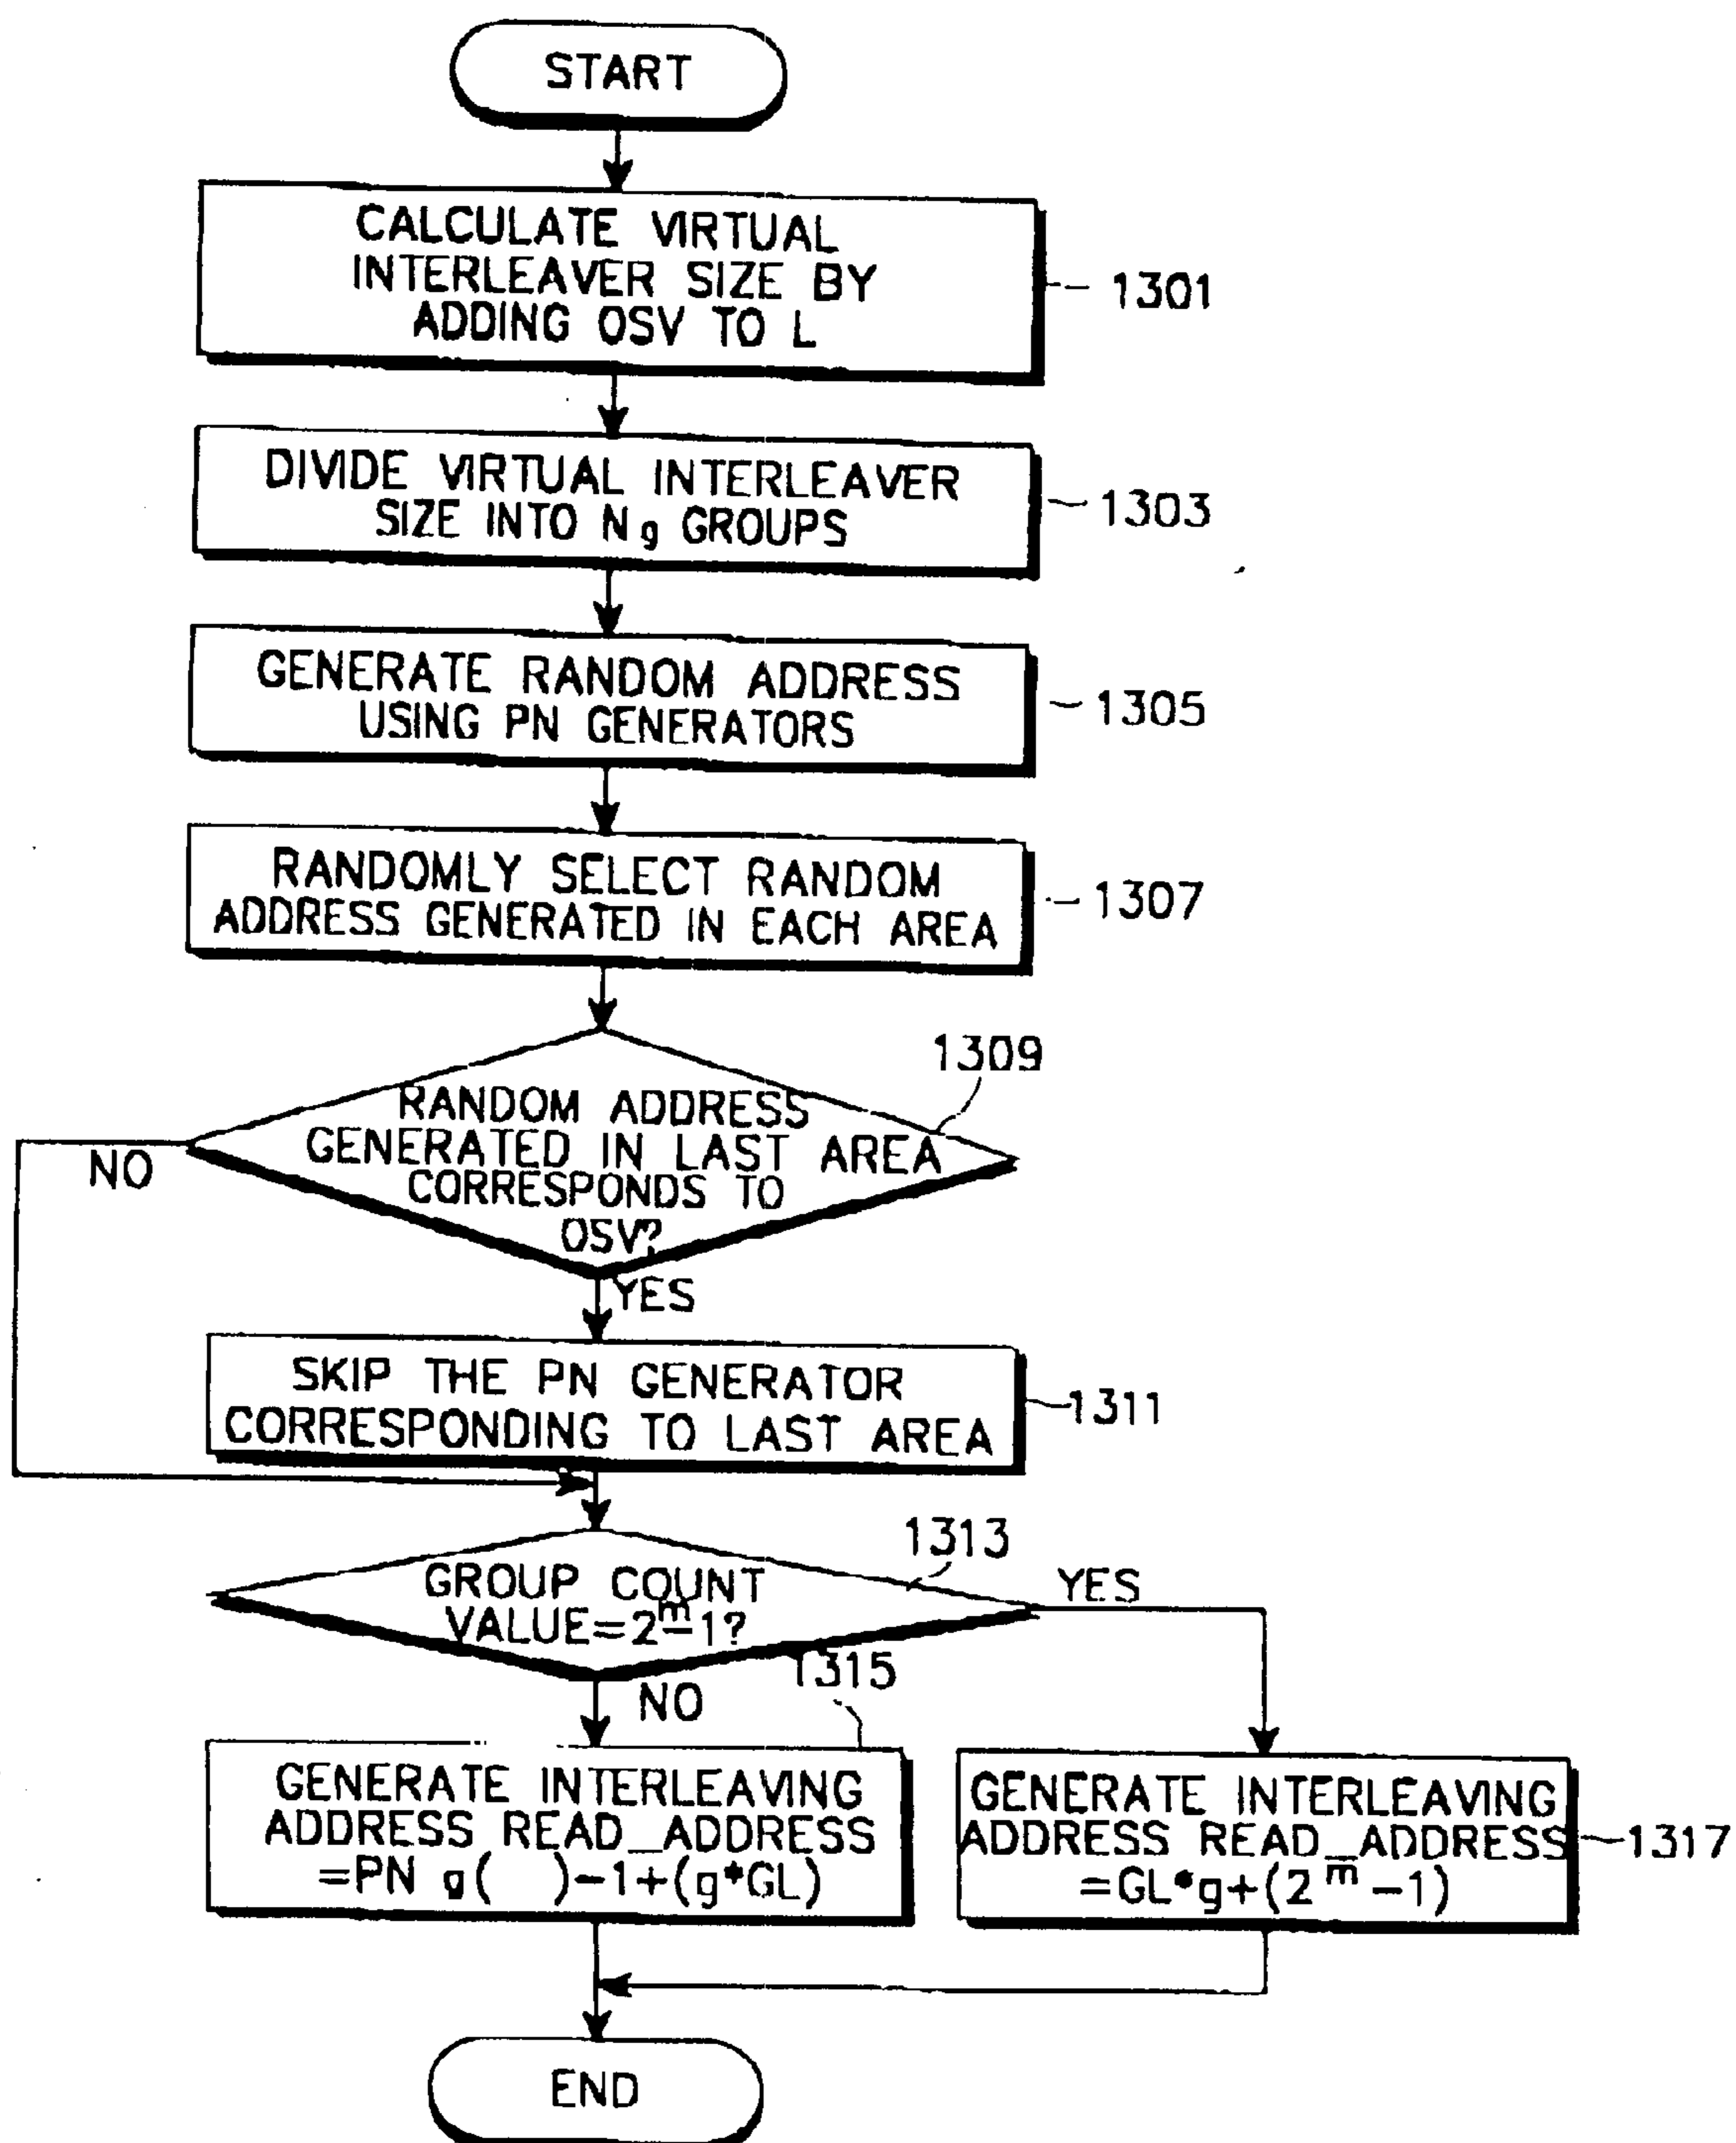 START
CALCULATE VIRTUAL
INTERLEAVER SIZE BY
ADDING OSV TO L
1301
DIVIDE VIRTUAL INTERLEAVER
SIZE INTO Ng GROUPS
1303
GENERATE RANDOM ADDRESS
USING PN GENERATORS
1305
RANDOMLY SELECT RANDOM
ADDRESS GENERATED IN EACH AREA
1307
1309
RANDOM ADDRESS
GENERATED IN LAST AREA
CORRESPONDS TO
OSV?
NO
YES
SKIP THE PN GENERATOR
CORRESPONDING TO LAST AREA
1311
1313
GROUP COUNT
VALUE=2^m-1?
YES
NO
1315
GENERATE INTERLEAVING
ADDRESS READ_ADDRESS
=PN g( )-1+(g*GL)
GENERATE INTERLEAVING
ADDRESS READ_ADDRESS
=GL*g+(2^m-1)
1317
END